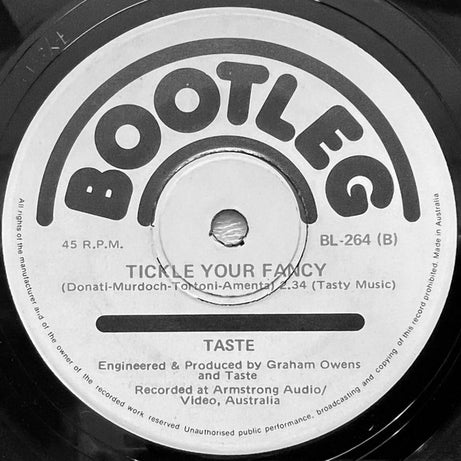 BOOTLEG
45 R.P.M.
BL-264 (B)
TICKLE YOUR FANCY
(Donati-Murdoch-Tortoni-Amenta) 2.34 (Tasty Music)
TASTE
Engineered & Produced by Graham Owens
and Taste
Recorded at Armstrong Audio/
Video, Australia
All rights of the manufacturer and of the owner of the recorded work reserved Unauthorised public performance, broadcasting and copying of this record prohibited. Made in Australia